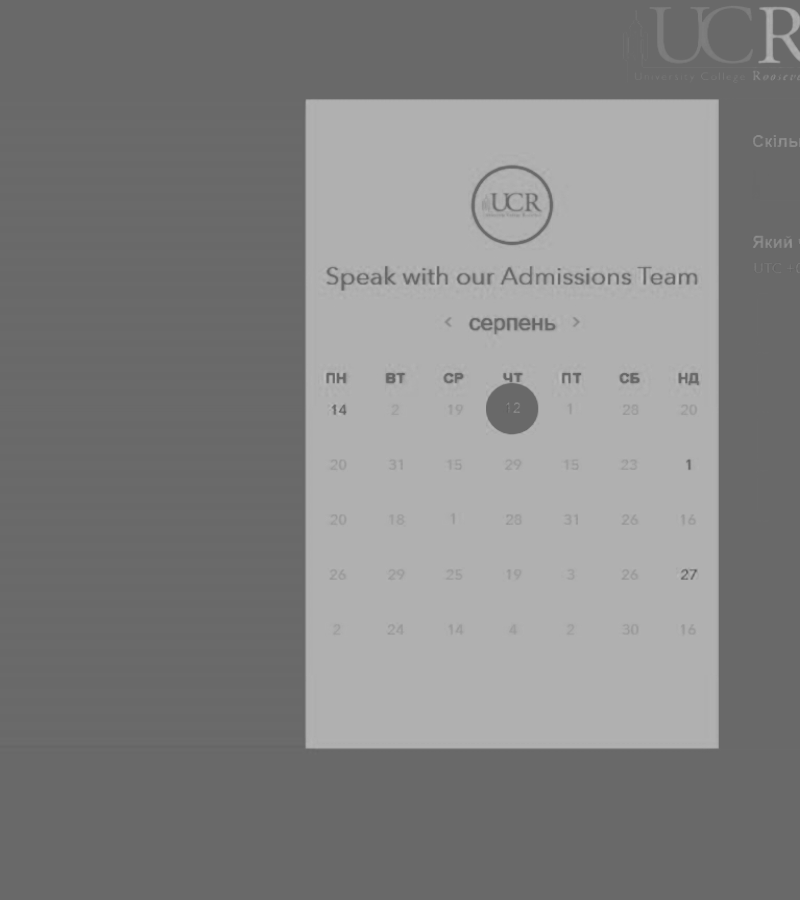 UCR
University College Roosev
Скіль
UCR
Який ч
Speak with our Admissions Team
UTC +0
< серпень >
ПН ВТ СР ЧТ ПТ СБ НД
14 2 19 12 1 28 20
20 31 15 29 15 23 1
20 18 1 28 31 26 16
26 29 25 19 3 26 27
2 24 14 4 2 30 16